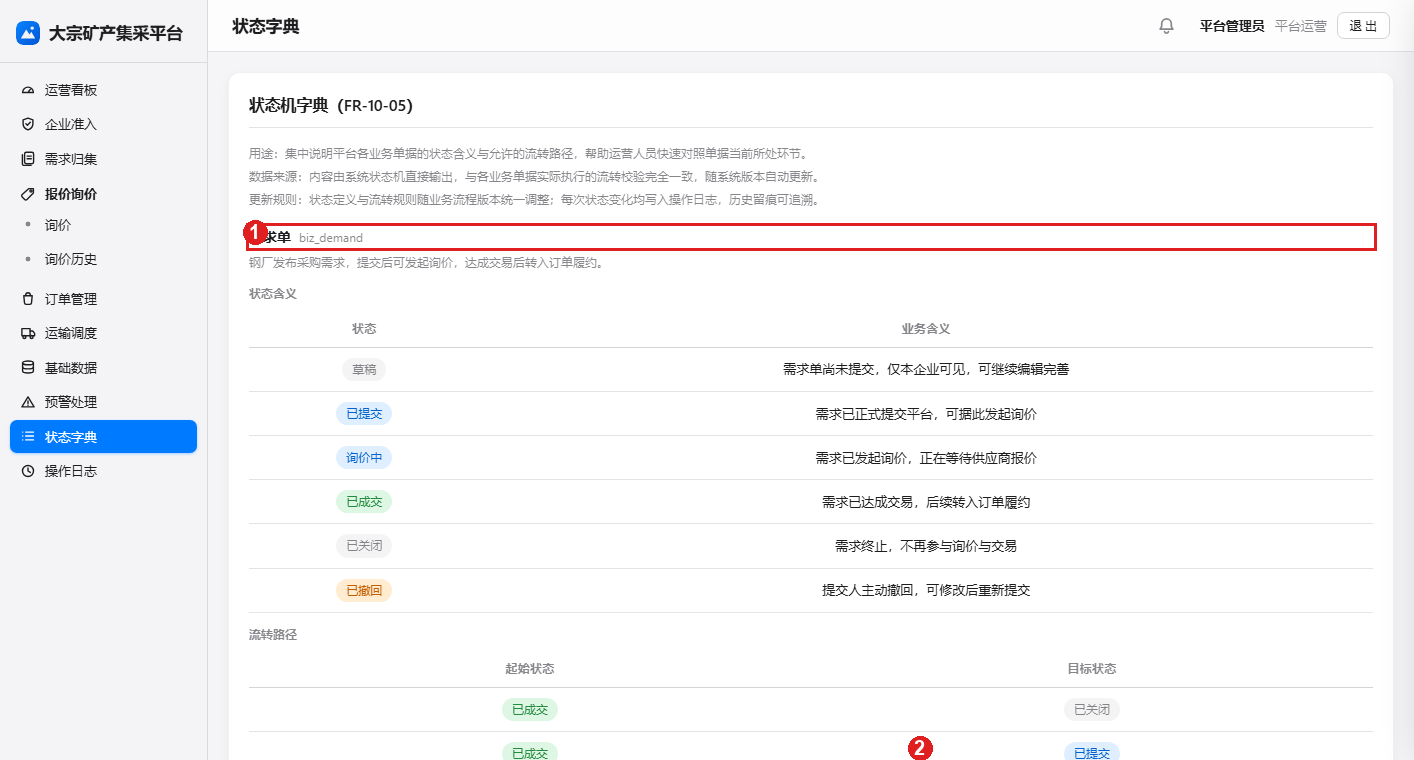 大宗矿产集采平台
状态字典
平台管理员 平台运营 退 出
运营看板
企业准入
需求归集
报价询价
询价
询价历史
订单管理
运输调度
基础数据
预警处理
状态字典
操作日志
状态机字典（FR-10-05）
用途：集中说明平台各业务单据的状态含义与允许的流转路径，帮助运营人员快速对照单据当前所处环节。
数据来源：内容由系统状态机直接输出，与各业务单据实际执行的流转校验完全一致，随系统版本自动更新。
更新规则：状态定义与流转规则随业务流程版本统一调整；每次状态变化均写入操作日志，历史留痕可追溯。
1 求单 biz_demand
钢厂发布采购需求，提交后可发起询价，达成交易后转入订单履约。
状态含义
状态 业务含义
草稿 需求单尚未提交，仅本企业可见，可继续编辑完善
已提交 需求已正式提交平台，可据此发起询价
询价中 需求已发起询价，正在等待供应商报价
已成交 需求已达成交易，后续转入订单履约
已关闭 需求终止，不再参与询价与交易
已撤回 提交人主动撤回，可修改后重新提交
流转路径
起始状态 目标状态
已成交 已关闭
已成交 2 已提交